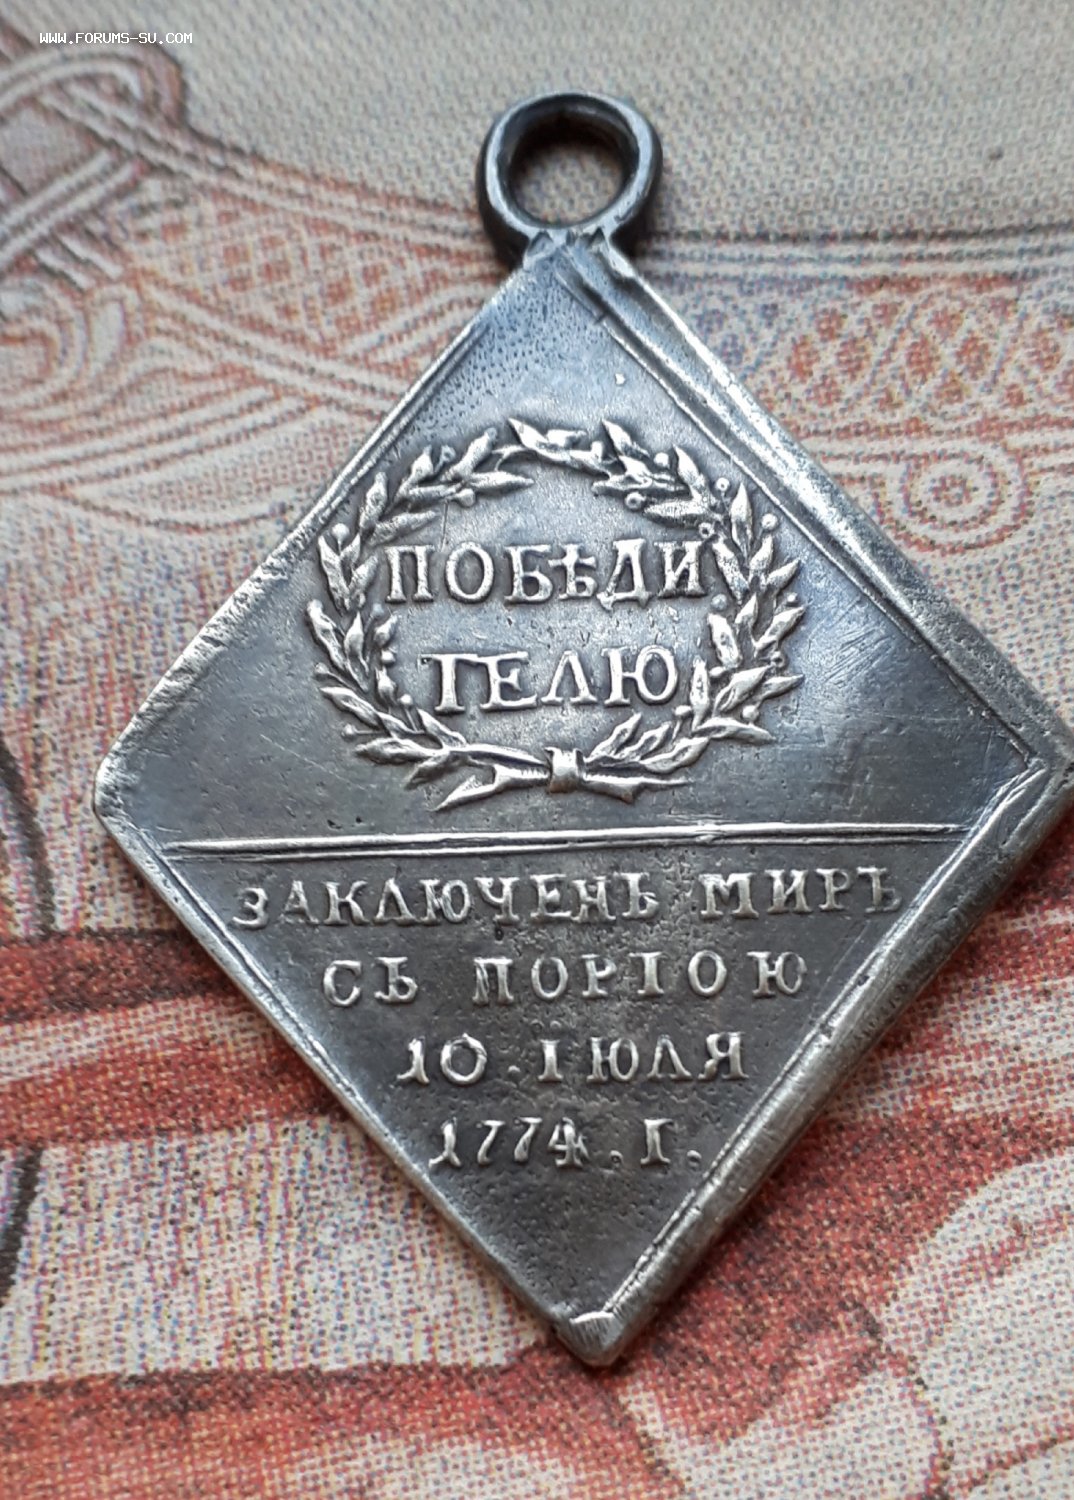 WWW.FORUMS-SU.COM
ПОБѢДИ
ТЕЛЮ
ЗАКЛЮЧЕНЪ МИРЪ
СЪ ПОРТОЮ
10 ІЮЛЯ
1774. Г.